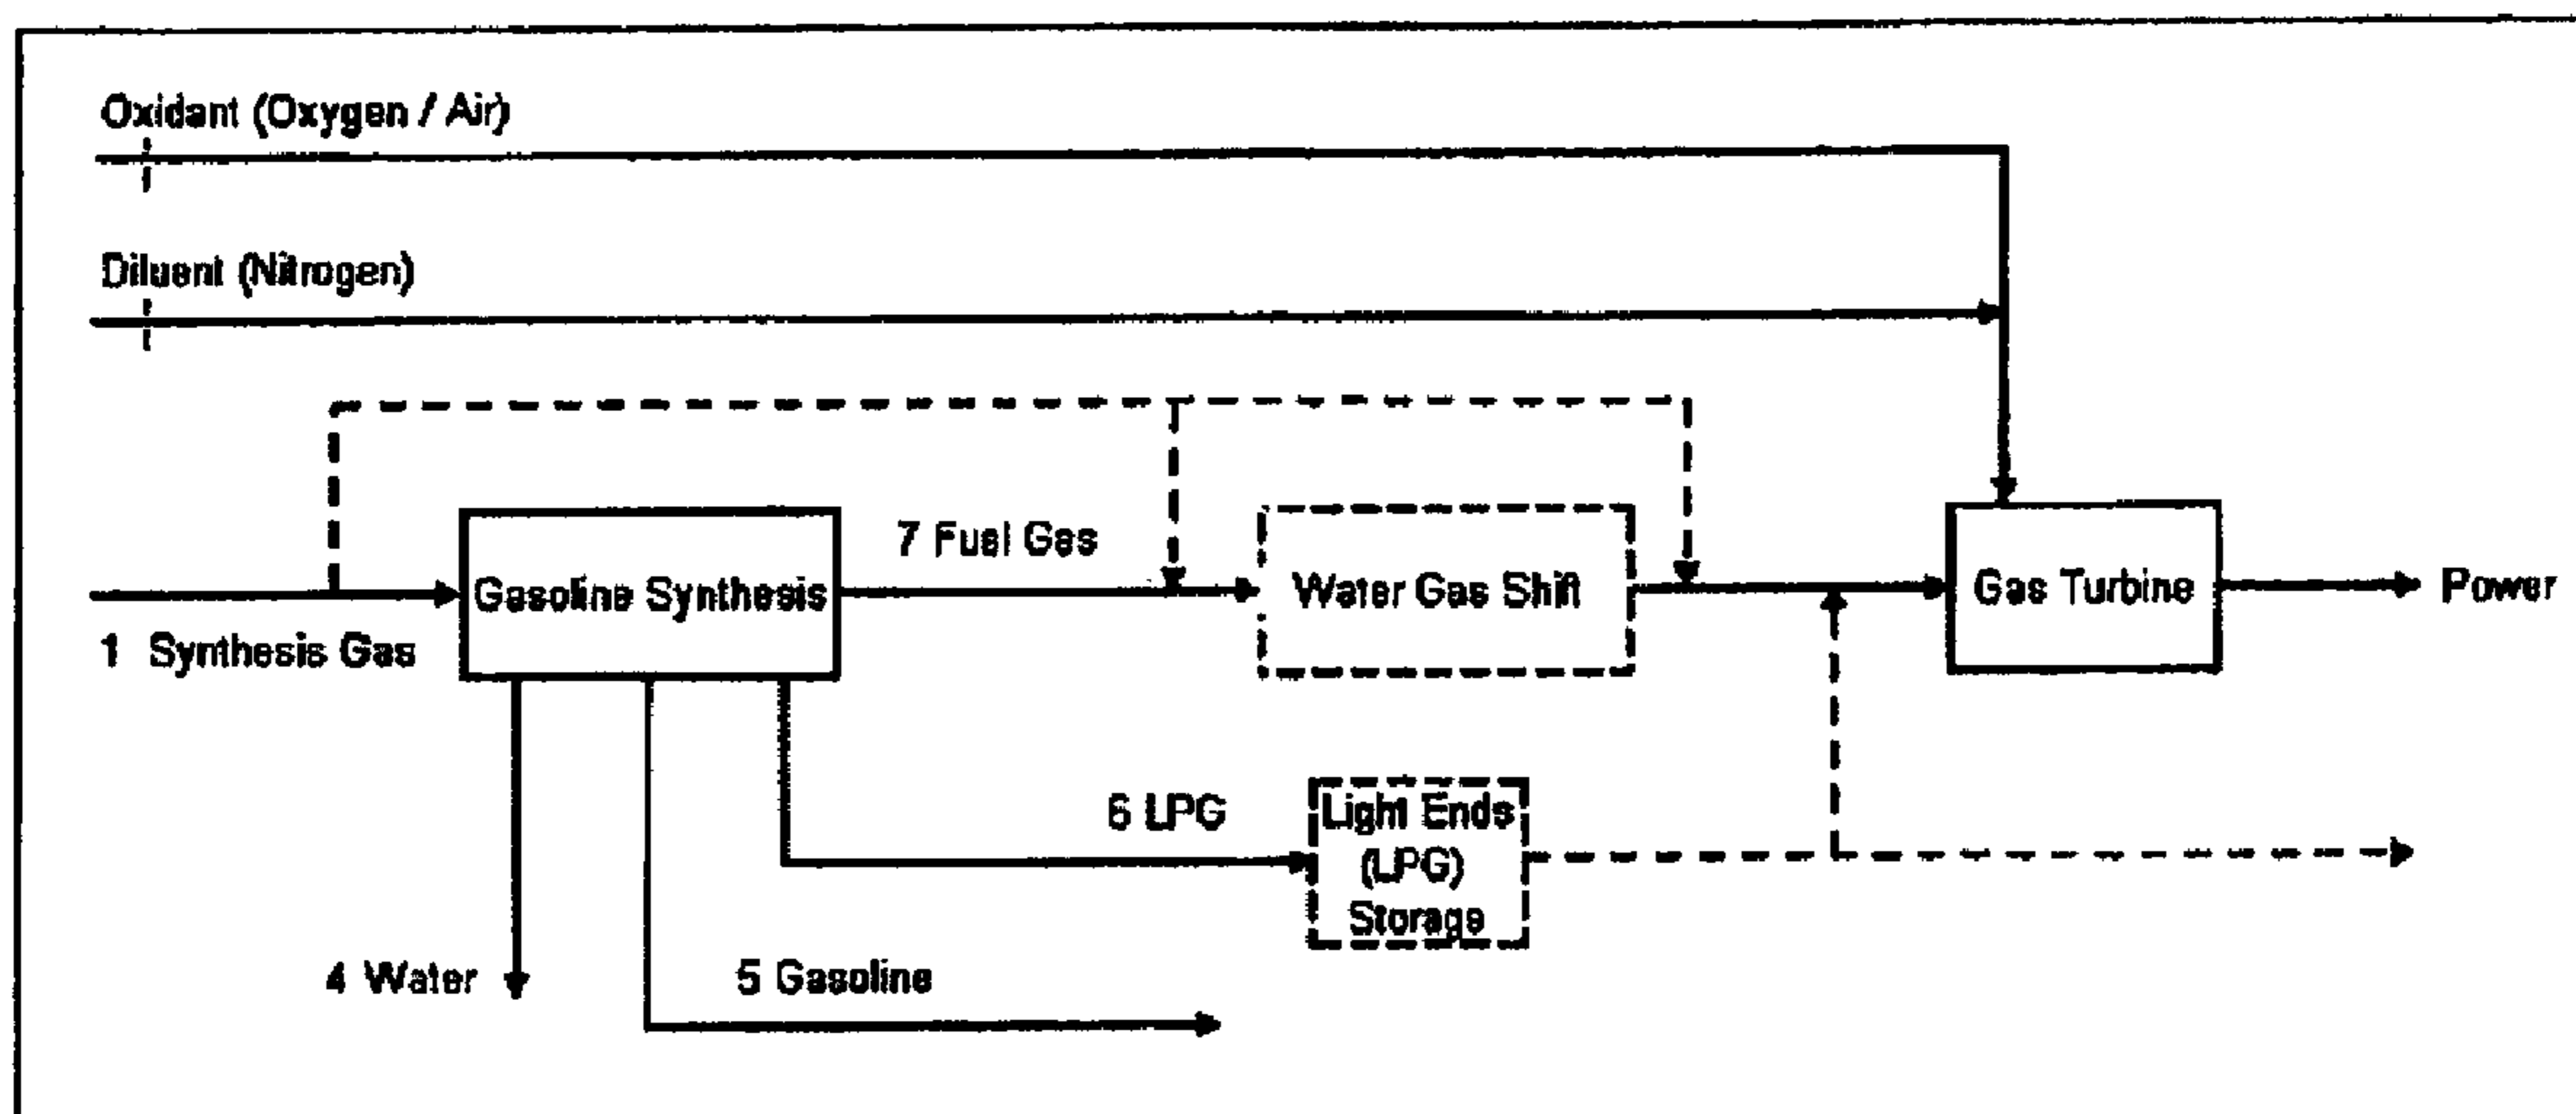 Oxidant (Oxygen / Air)
Diluent (Nitrogen)
7 Fuel Gas
Gasoline Synthesis
Water Gas Shift
Gas Turbine
Power
1 Synthesis Gas
6 LPG
Light Ends
(LPG)
Storage
4 Water
5 Gasoline